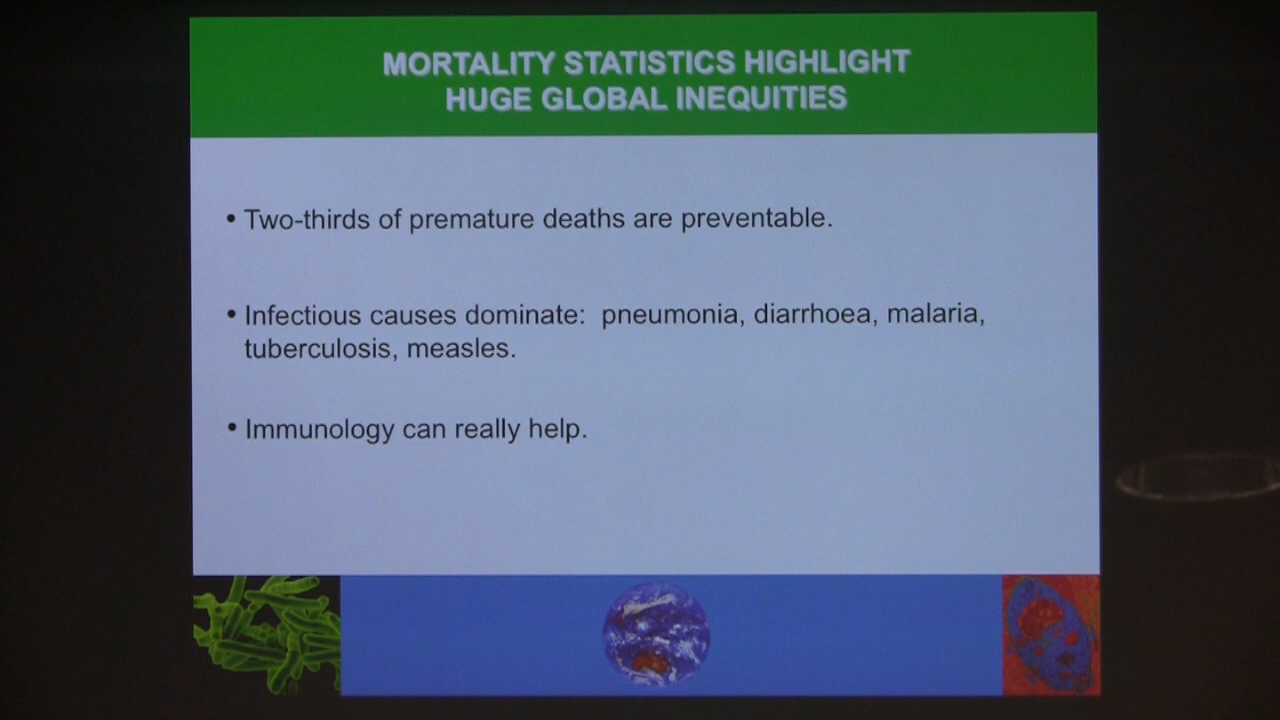 MORTALITY STATISTICS HIGHLIGHT
HUGE GLOBAL INEQUITIES
• Two-thirds of premature deaths are preventable.
• Infectious causes dominate: pneumonia, diarrhoea, malaria,
tuberculosis, measles.
• Immunology can really help.